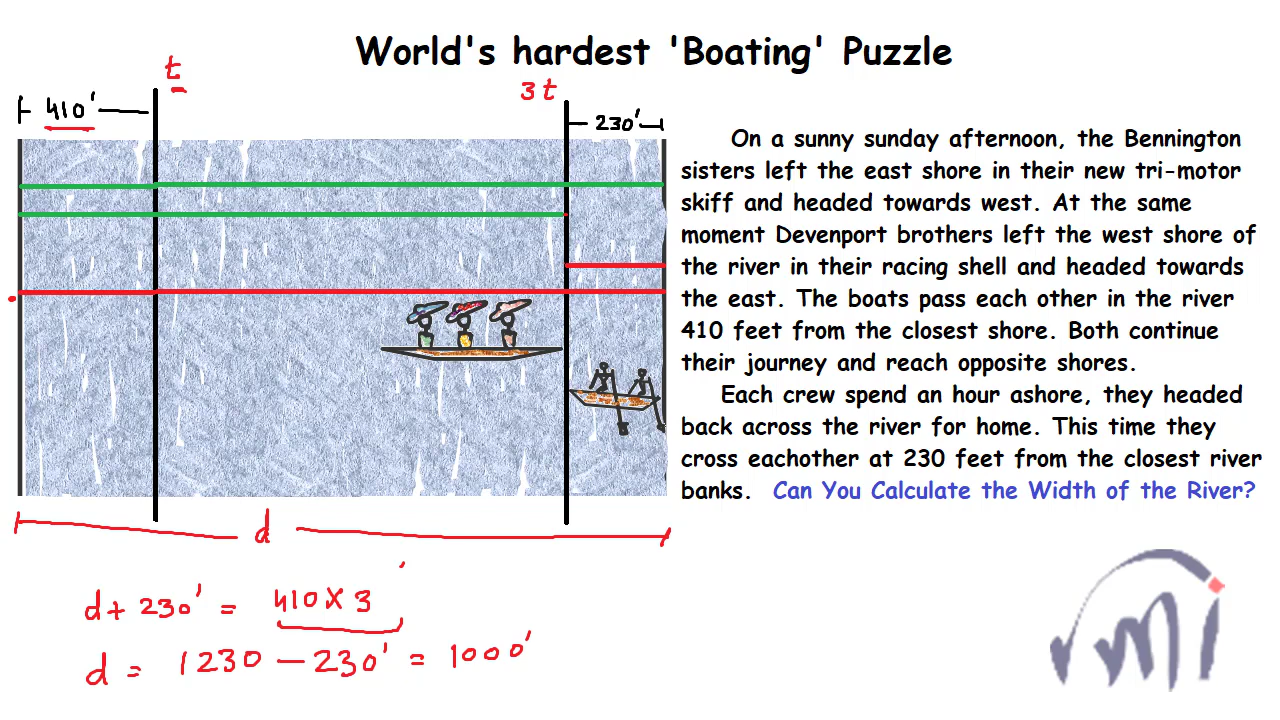 World's hardest 'Boating' Puzzle
t
3t
410'
230'
On a sunny sunday afternoon, the Bennington
sisters left the east shore in their new tri-motor
skiff and headed towards west. At the same
moment Devenport brothers left the west shore of
the river in their racing shell and headed towards
the east. The boats pass each other in the river
410 feet from the closest shore. Both continue
their journey and reach opposite shores.
Each crew spend an hour ashore, they headed
back across the river for home. This time they
cross eachother at 230 feet from the closest river
banks. Can You Calculate the Width of the River?
d
d + 230' = 410 X 3
d = 1230 - 230' = 1000'
rmi